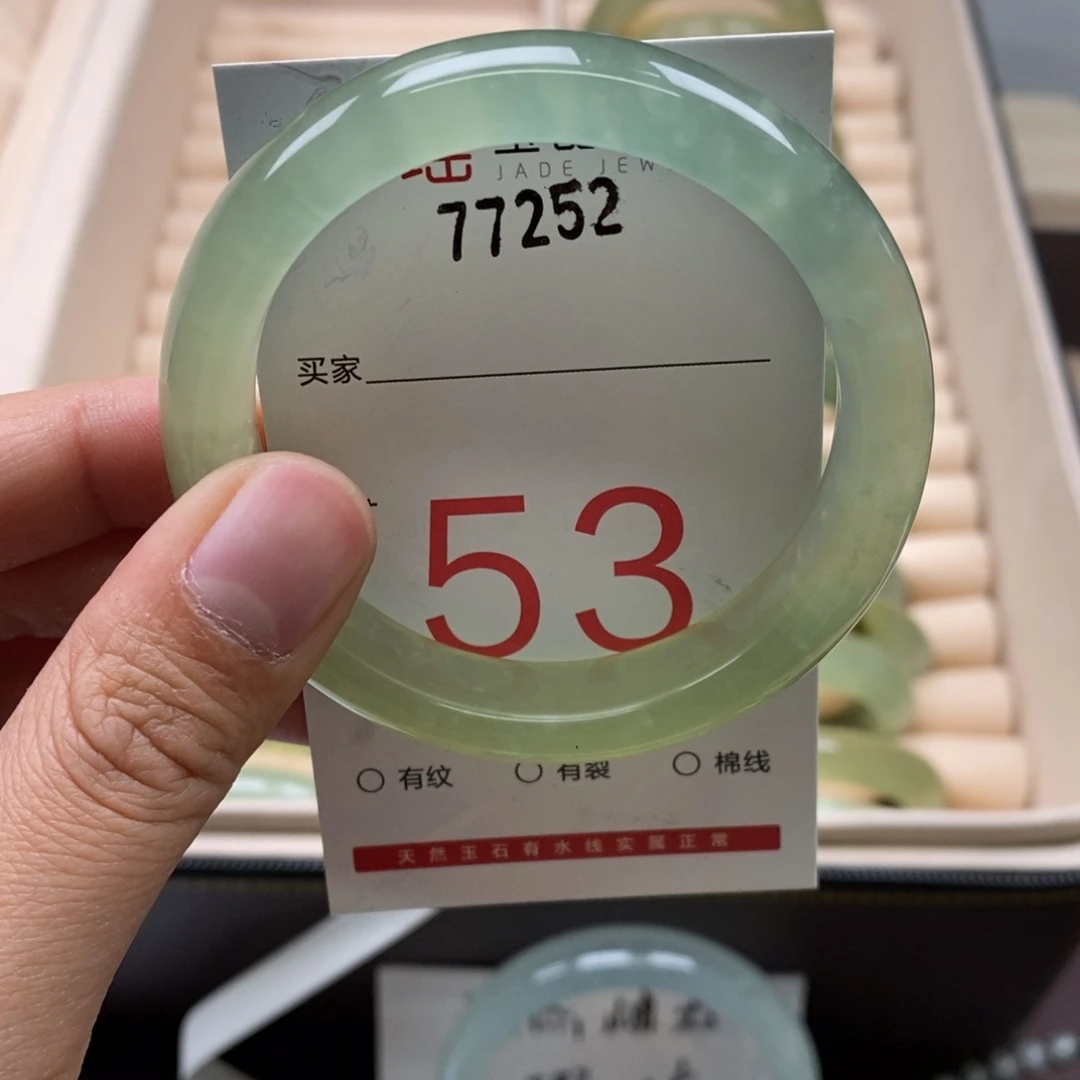 JADE JEW
77252
买家
53
有纹 有裂 棉线
天然玉石有水线实属正常